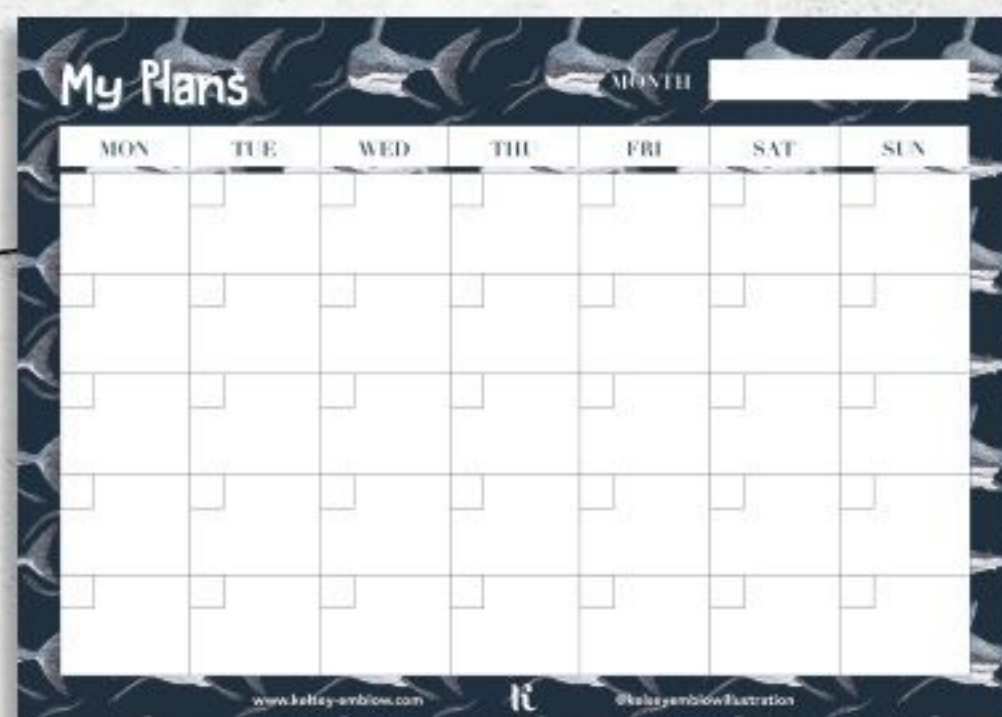 My Plans
MONTH
MON TUE WED THU FRI SAT SUN
www.kelsey-emblow.com
K
@kelseyemblowillustration